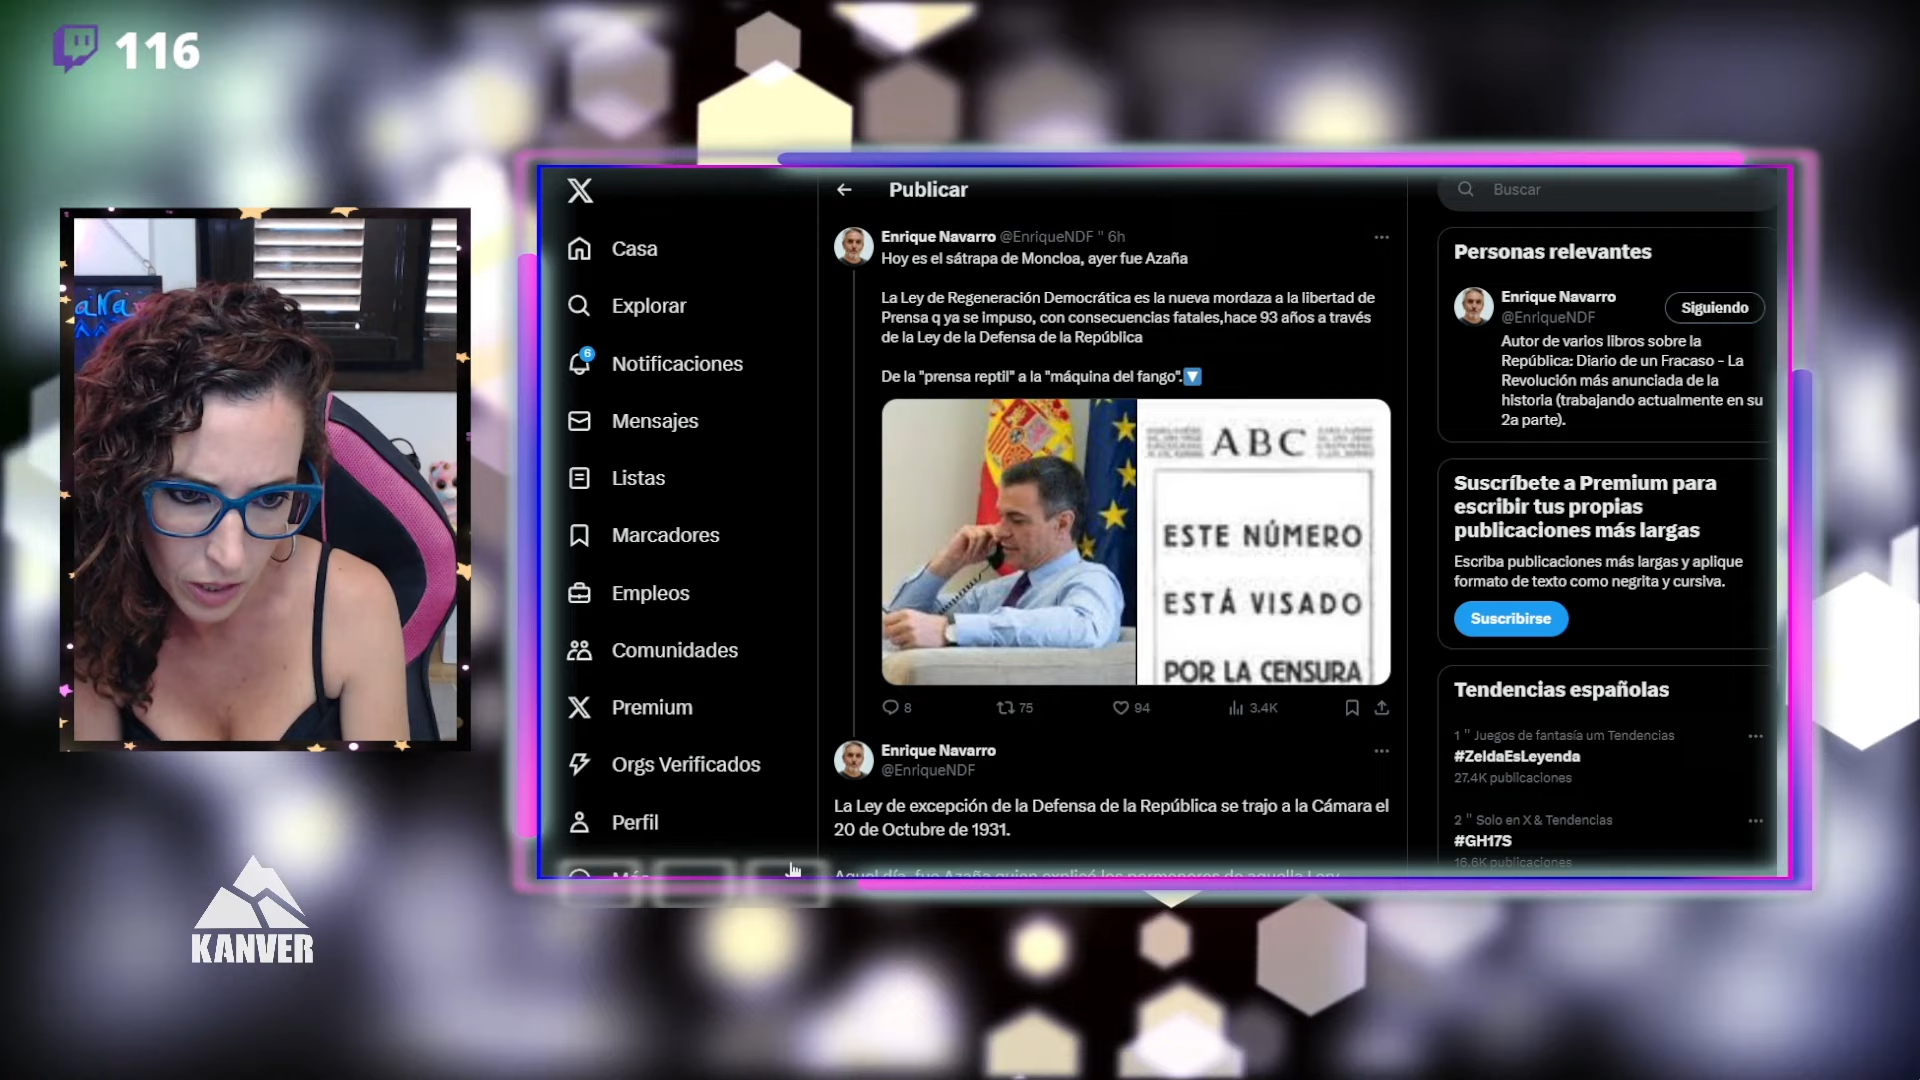 116
KANVER
Casa
Explorar
6
Notificaciones
Mensajes
Listas
Marcadores
Empleos
Comunidades
Premium
Orgs Verificados
Perfil
Más
Publicar
Enrique Navarro @EnriqueNDF " 6h
Hoy es el sátrapa de Moncloa, ayer fue Azaña
La Ley de Regeneración Democrática es la nueva mordaza a la libertad de
Prensa q ya se impuso, con consecuencias fatales,hace 93 años a través
de la Ley de la Defensa de la República
De la "prensa reptil" a la "máquina del fango".
ABC
ESTE NÚMERO
ESTÁ VISADO
POR LA CENSURA
8
75
94
3.4K
Enrique Navarro
@EnriqueNDF
La Ley de excepción de la Defensa de la República se trajo a la Cámara el
20 de Octubre de 1931.
Aquel día, fue Azaña quien explicó los pormenores de aquella Ley
Buscar
Personas relevantes
Enrique Navarro
@EnriqueNDF
Siguiendo
Autor de varios libros sobre la
República: Diario de un Fracaso - La
Revolución más anunciada de la
historia (trabajando actualmente en su
2a parte).
Suscríbete a Premium para
escribir tus propias
publicaciones más largas
Escriba publicaciones más largas y aplique
formato de texto como negrita y cursiva.
Suscribirse
Tendencias españolas
1 " Juegos de fantasía um Tendencias
#ZeldaEsLeyenda
27.4K publicaciones
2 " Solo en X & Tendencias
#GH17S
16.6K publicaciones